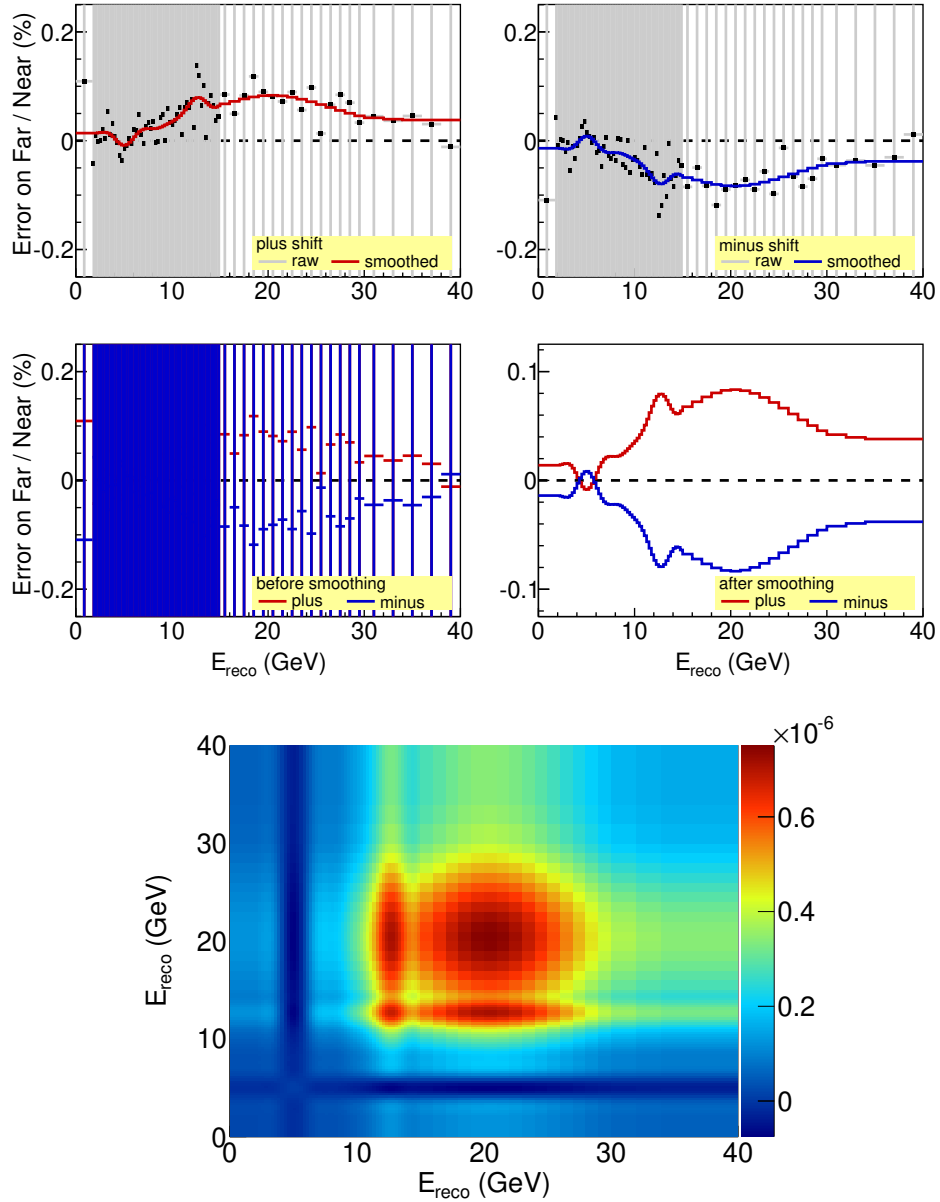 Error on Far / Near (%)
0.2
0
-0.2
plus shift
raw smoothed
0 10 20 30 40
0.2
0
-0.2
minus shift
raw smoothed
0 10 20 30 40
Error on Far / Near (%)
0.2
0
-0.2
before smoothing
plus minus
0 10 20 30 40
E_reco (GeV)
0.1
0
-0.1
after smoothing
plus minus
0 10 20 30 40
E_reco (GeV)
×10^-6
E_reco (GeV)
40
30
20
10
0
0 10 20 30 40
E_reco (GeV)
0.6
0.4
0.2
0